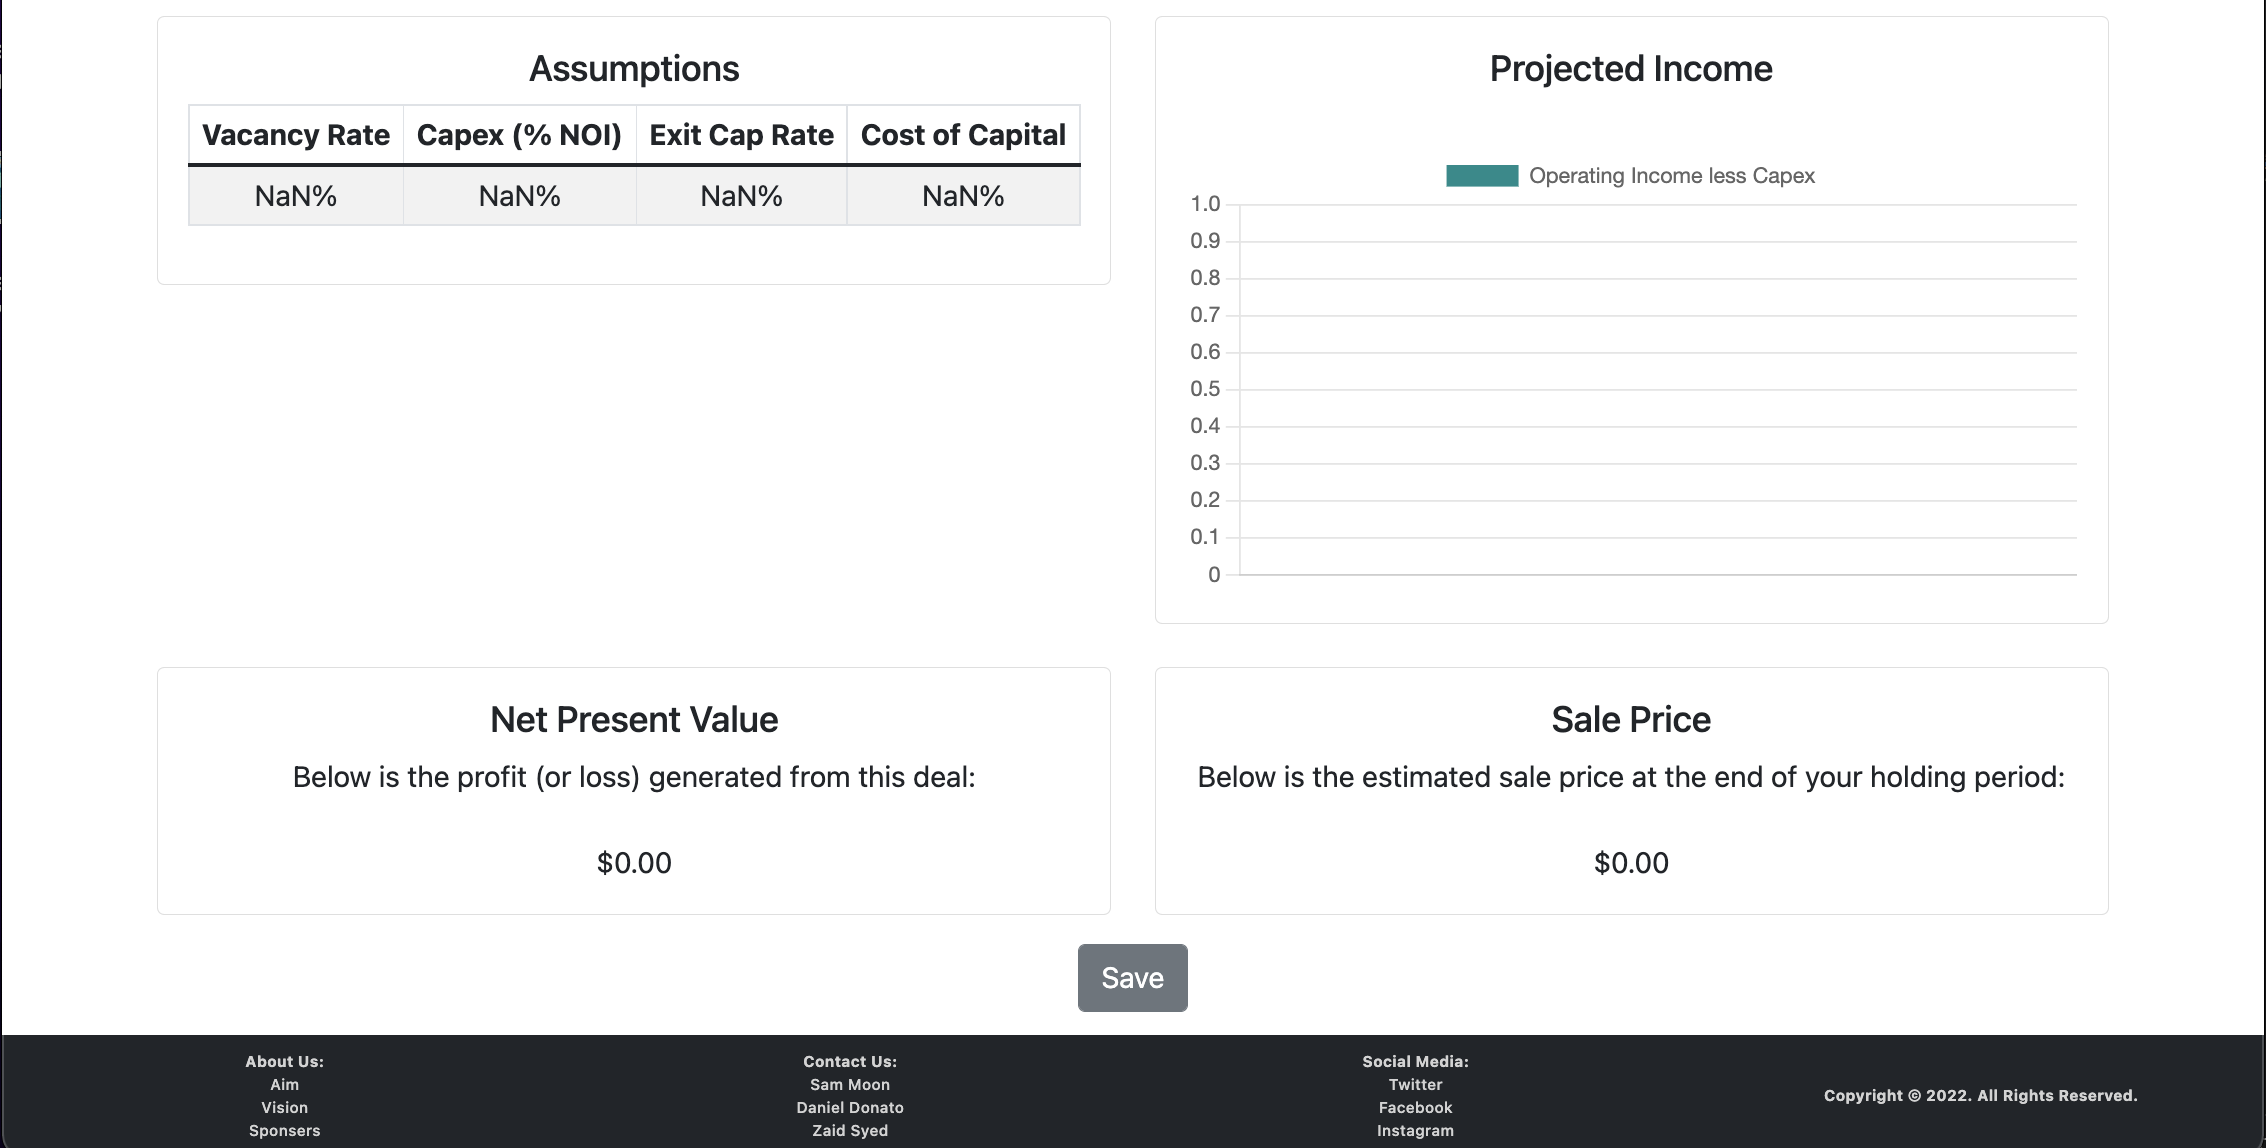 Assumptions
Vacancy Rate Capex (% NOI) Exit Cap Rate Cost of Capital
NaN% NaN% NaN% NaN%
Projected Income
Operating Income less Capex
1.0
0.9
0.8
0.7
0.6
0.5
0.4
0.3
0.2
0.1
0
Net Present Value
Below is the profit (or loss) generated from this deal:
$0.00
Sale Price
Below is the estimated sale price at the end of your holding period:
$0.00
Save
About Us:
Aim
Vision
Sponsers
Contact Us:
Sam Moon
Daniel Donato
Zaid Syed
Social Media:
Twitter
Facebook
Instagram
Copyright © 2022. All Rights Reserved.